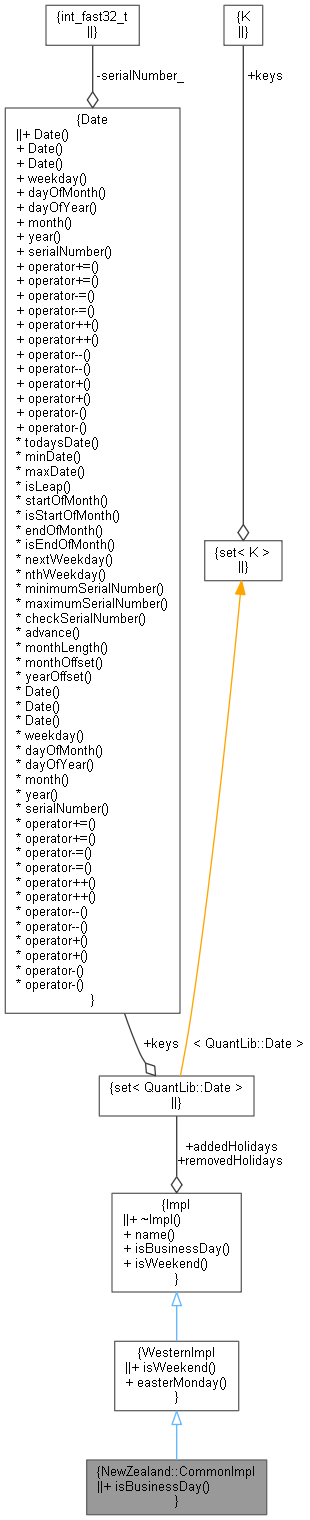 {int_fast32_t
||}
{K
||}
-serialNumber_
+keys
{Date
||+ Date()
+ Date()
+ Date()
+ weekday()
+ dayOfMonth()
+ dayOfYear()
+ month()
+ year()
+ serialNumber()
+ operator+=()
+ operator+=()
+ operator-=()
+ operator-=()
+ operator++()
+ operator++()
+ operator--()
+ operator--()
+ operator+()
+ operator+()
+ operator-()
+ operator-()
* todaysDate()
* minDate()
* maxDate()
* isLeap()
* startOfMonth()
* isStartOfMonth()
* endOfMonth()
* isEndOfMonth()
* nextWeekday()
* nthWeekday()
* minimumSerialNumber()
* maximumSerialNumber()
* checkSerialNumber()
* advance()
* monthLength()
* monthOffset()
* yearOffset()
* Date()
* Date()
* Date()
* weekday()
* dayOfMonth()
* dayOfYear()
* month()
* year()
* serialNumber()
* operator+=()
* operator+=()
* operator-=()
* operator-=()
* operator++()
* operator++()
* operator--()
* operator--()
* operator+()
* operator+()
* operator-()
* operator-()
}
{set< K >
||}
+keys
< QuantLib::Date >
{set< QuantLib::Date >
||}
+addedHolidays
+removedHolidays
{Impl
||+ ~Impl()
+ name()
+ isBusinessDay()
+ isWeekend()
}
{WesternImpl
||+ isWeekend()
+ easterMonday()
}
{NewZealand::CommonImpl
||+ isBusinessDay()
}